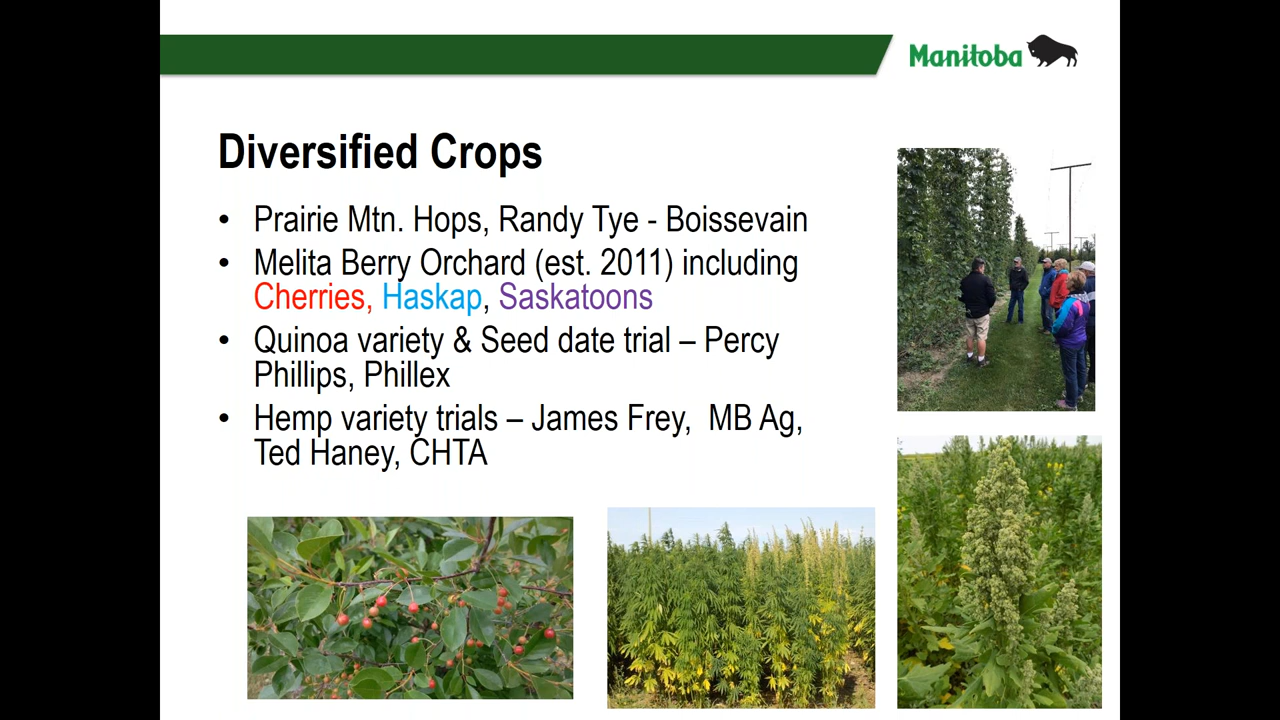 Manitoba
Diversified Crops
• Prairie Mtn. Hops, Randy Tye - Boissevain
• Melita Berry Orchard (est. 2011) including
Cherries, Haskap, Saskatoons
• Quinoa variety & Seed date trial – Percy
Phillips, Phillex
• Hemp variety trials – James Frey,  MB Ag,
Ted Haney, CHTA